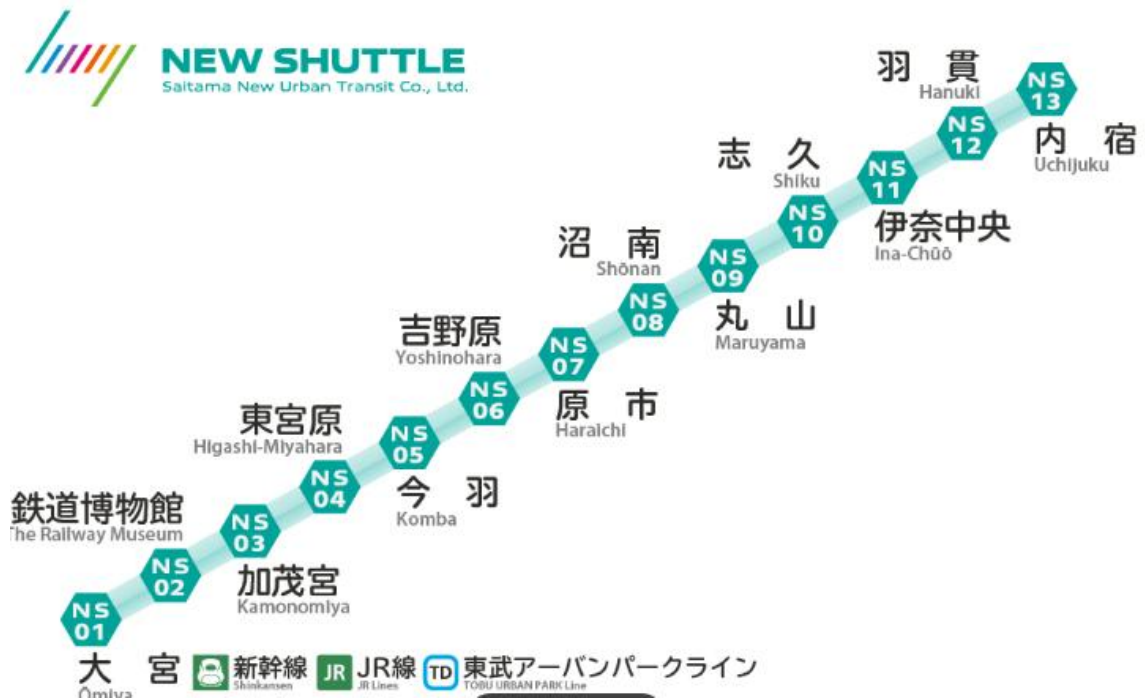 NEW SHUTTLE
Saitama New Urban Transit Co., Ltd.
羽貫
Hanuki
NS
13
内宿
Uchijuku
NS
12
志久
Shiku
NS
11
伊奈中央
Ina-Chūō
NS
10
沼南
Shōnan
NS
09
丸山
Maruyama
NS
08
吉野原
Yoshinohara
NS
07
原市
Haraichi
NS
06
東宮原
Higashi-Miyahara
NS
05
今羽
Komba
NS
04
鉄道博物館
The Railway Museum
NS
03
加茂宮
Kamonomiya
NS
02
NS
01
大宮
Ōmiya
新幹線
Shinkansen
JR
JR線
JR Lines
TD
東武アーバンパークライン
TOBU URBAN PARK Line